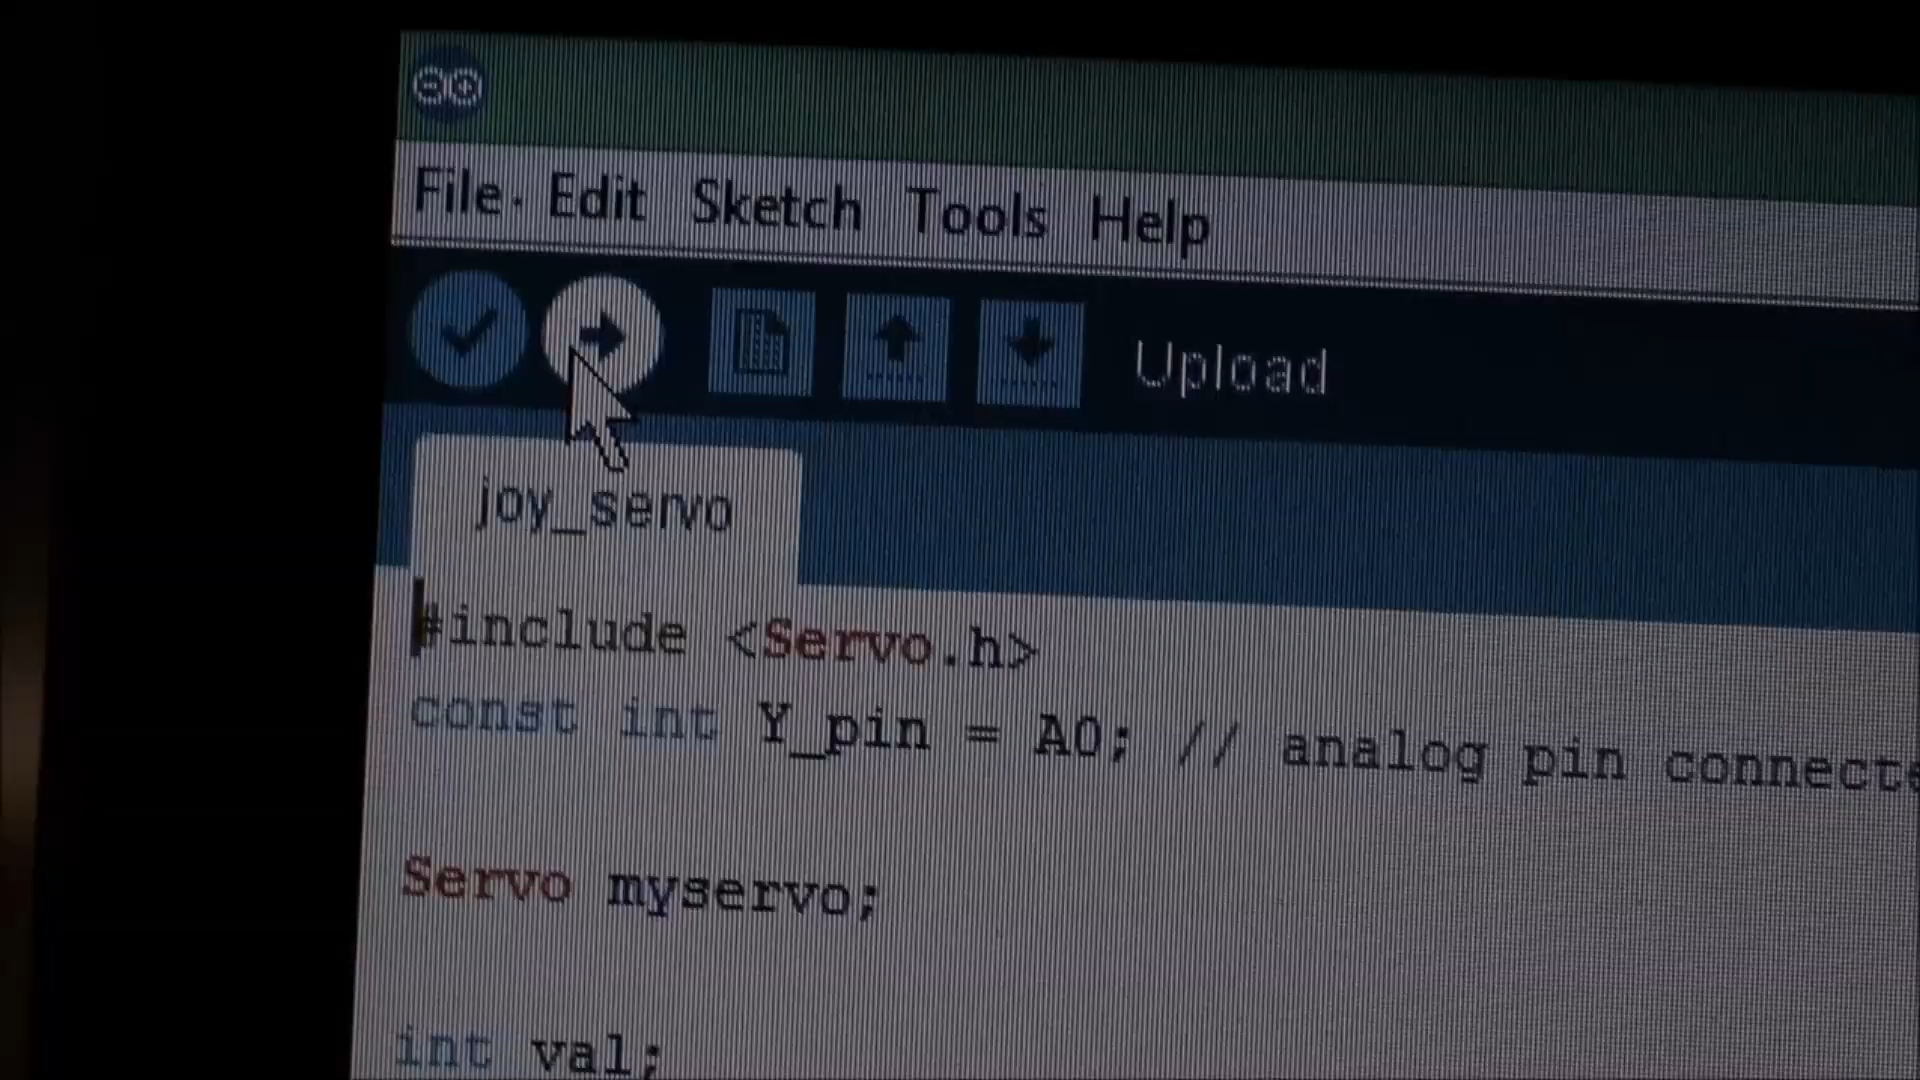 File Edit Sketch Tools Help
Upload
joy_servo
#include <Servo.h>
const int Y_pin = A0; // analog pin
Servo myservo;
int val;